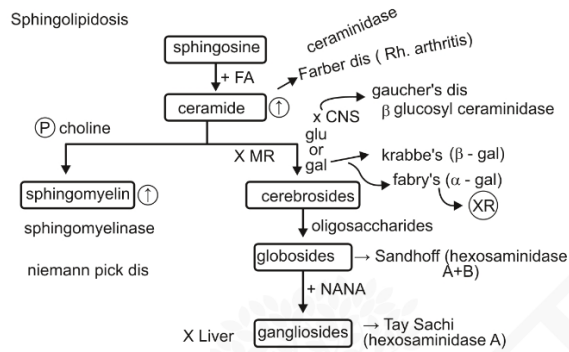 Sphingolipidosis
sphingosine
ceraminidase
Farber dis ( Rh. arthritis)
+ FA
ceramide ↑
gaucher's dis
β glucosyl ceraminidase
x CNS
glu
or
gal
P choline
X MR
krabbe's (β - gal)
fabry's (α - gal)
XR
sphingomyelin ↑
cerebrosides
sphingomyelinase
oligosaccharides
niemann pick dis
globosides → Sandhoff (hexosaminidase
A+B)
+ NANA
X Liver gangliosides → Tay Sachi
(hexosaminidase A)